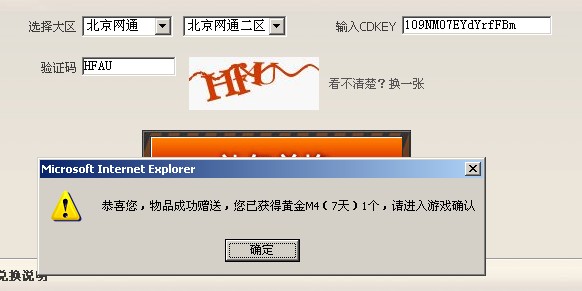 选择大区 北京网通 北京网通二区 输入CDKEY 109NM07EYdYrfFBm
验证码 HFAU HFAU 看不清楚？换一张
Microsoft Internet Explorer
恭喜您，物品成功赠送，您已获得黄金M4（7天）1个，请进入游戏确认
确定
兑换说明